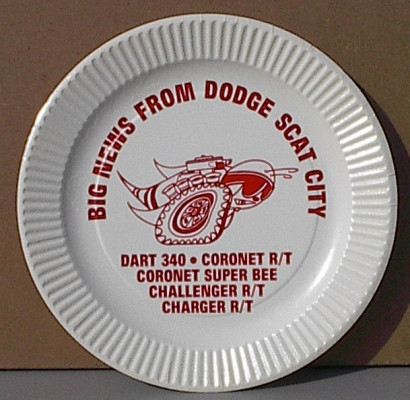 BIG NEWS FROM DODGE SCAT CITY
DART 340 • CORONET R/T
CORONET SUPER BEE
CHALLENGER R/T
CHARGER R/T